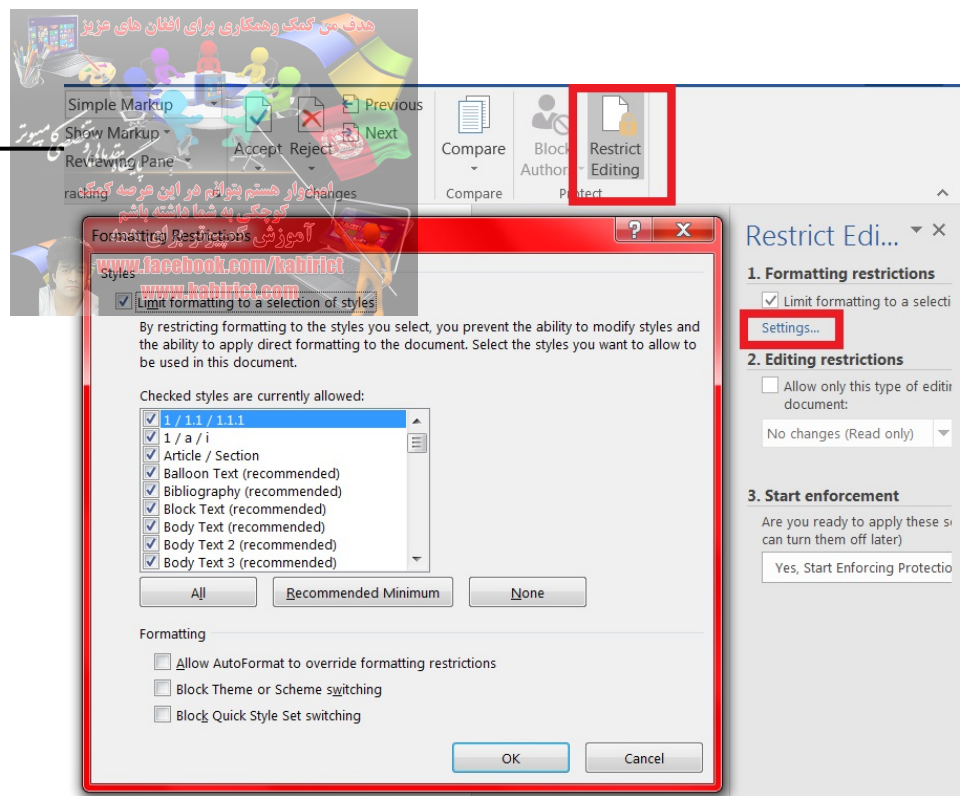 هدف من کمک وهمکاری برای افغان های عزیز
Simple Markup
Show Markup
Reviewing Pane
racking
Accept Reject
Previous
Next
Changes
Compare
Compare
Block
Author
Restrict
Editing
Protect
امیدوار هستم بتوانم در این عرصه کمک
کوچکی به شما داشته باشم
www.facebook.com/kabirict
www.kabirict.com
Formatting Restrictions
?
X
Styles
Limit formatting to a selection of styles
By restricting formatting to the styles you select, you prevent the ability to modify styles and
the ability to apply direct formatting to the document. Select the styles you want to allow to
be used in this document.
Checked styles are currently allowed:
1 / 1.1 / 1.1.1
1 / a / i
Article / Section
Balloon Text (recommended)
Bibliography (recommended)
Block Text (recommended)
Body Text (recommended)
Body Text 2 (recommended)
Body Text 3 (recommended)
All
Recommended Minimum
None
Formatting
Allow AutoFormat to override formatting restrictions
Block Theme or Scheme switching
Block Quick Style Set switching
OK
Cancel
Restrict Edi...
1. Formatting restrictions
Limit formatting to a selecti
Settings...
2. Editing restrictions
Allow only this type of editin
document:
No changes (Read only)
3. Start enforcement
Are you ready to apply these s
can turn them off later)
Yes, Start Enforcing Protectio